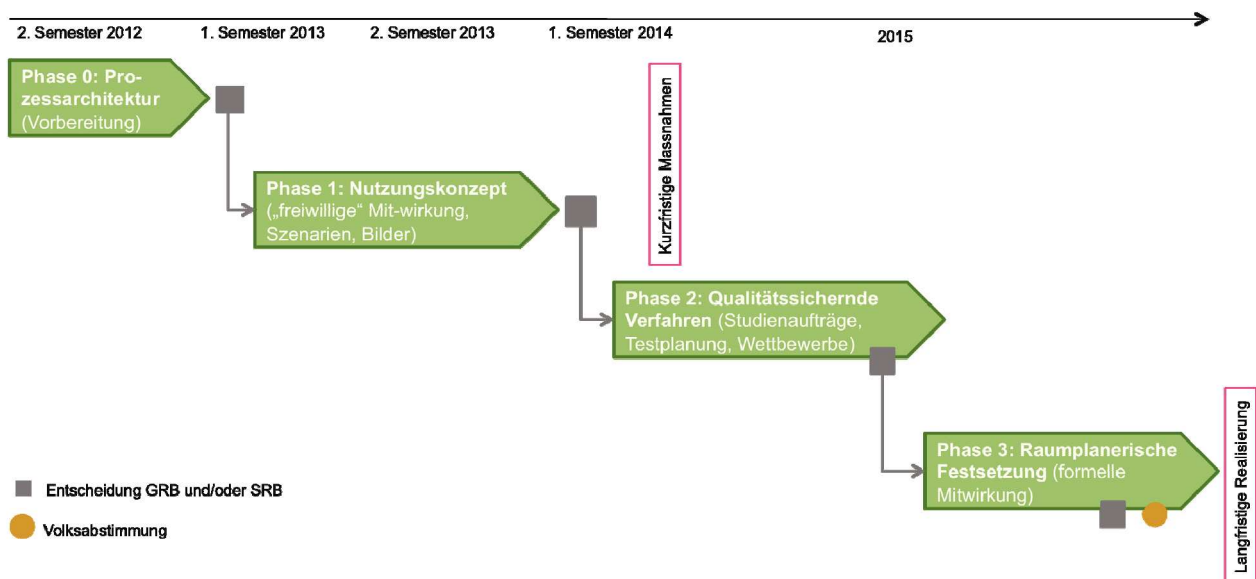 2. Semester 2012
1. Semester 2013
2. Semester 2013
1. Semester 2014
2015
Phase 0: Pro-
zessarchitektur
(Vorbereitung)
Kurzfristige Massnahmen
Phase 1: Nutzungskonzept
(„freiwillige“ Mit-wirkung,
Szenarien, Bilder)
Phase 2: Qualitätssichernde
Verfahren (Studienaufträge,
Testplanung, Wettbewerbe)
Phase 3: Raumplanerische
Festsetzung (formelle
Mitwirkung)
Langfristige Realisierung
Entscheidung GRB und/oder SRB
Volksabstimmung